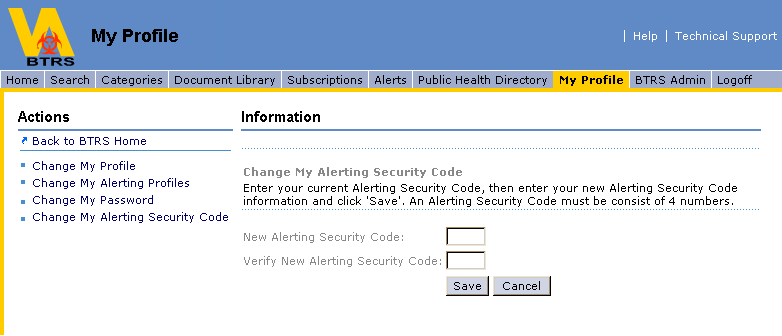 VA
BTRS
My Profile
| Help | Technical Support
Home Search Categories Document Library Subscriptions Alerts Public Health Directory My Profile BTRS Admin Logoff
Actions
Back to BTRS Home
Change My Profile
Change My Alerting Profiles
Change My Password
Change My Alerting Security Code
Information
Change My Alerting Security Code
Enter your current Alerting Security Code, then enter your new Alerting Security Code
information and click 'Save'. An Alerting Security Code must be consist of 4 numbers.
New Alerting Security Code:
Verify New Alerting Security Code:
Save Cancel